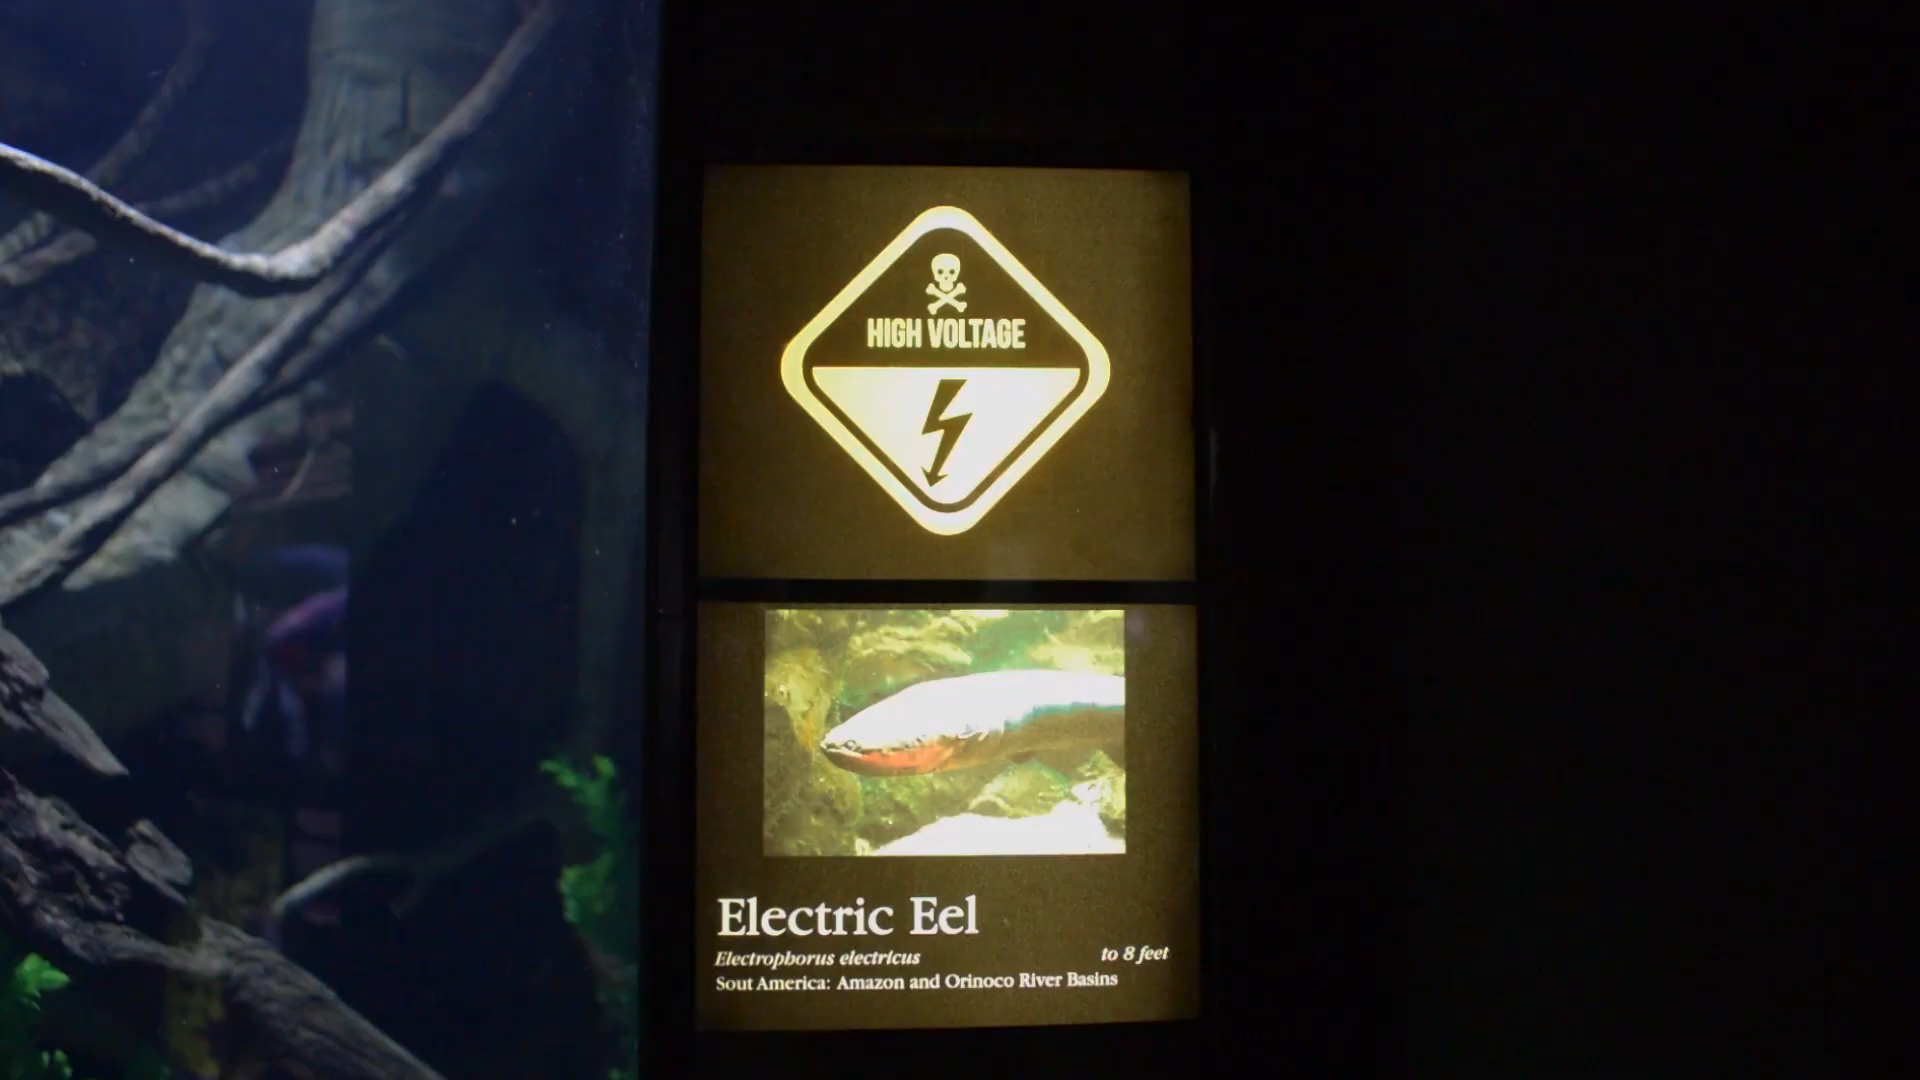 HIGH VOLTAGE
Electric Eel
Electrophorus electricus to 8 feet
Sout America: Amazon and Orinoco River Basins